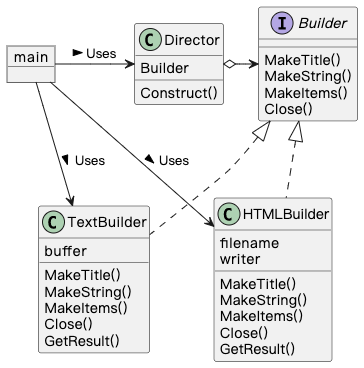 main
Uses
C Director
Builder
Construct()
I Builder
MakeTitle()
MakeString()
MakeItems()
Close()
Uses
Uses
C TextBuilder
buffer
MakeTitle()
MakeString()
MakeItems()
Close()
GetResult()
C HTMLBuilder
filename
writer
MakeTitle()
MakeString()
MakeItems()
Close()
GetResult()